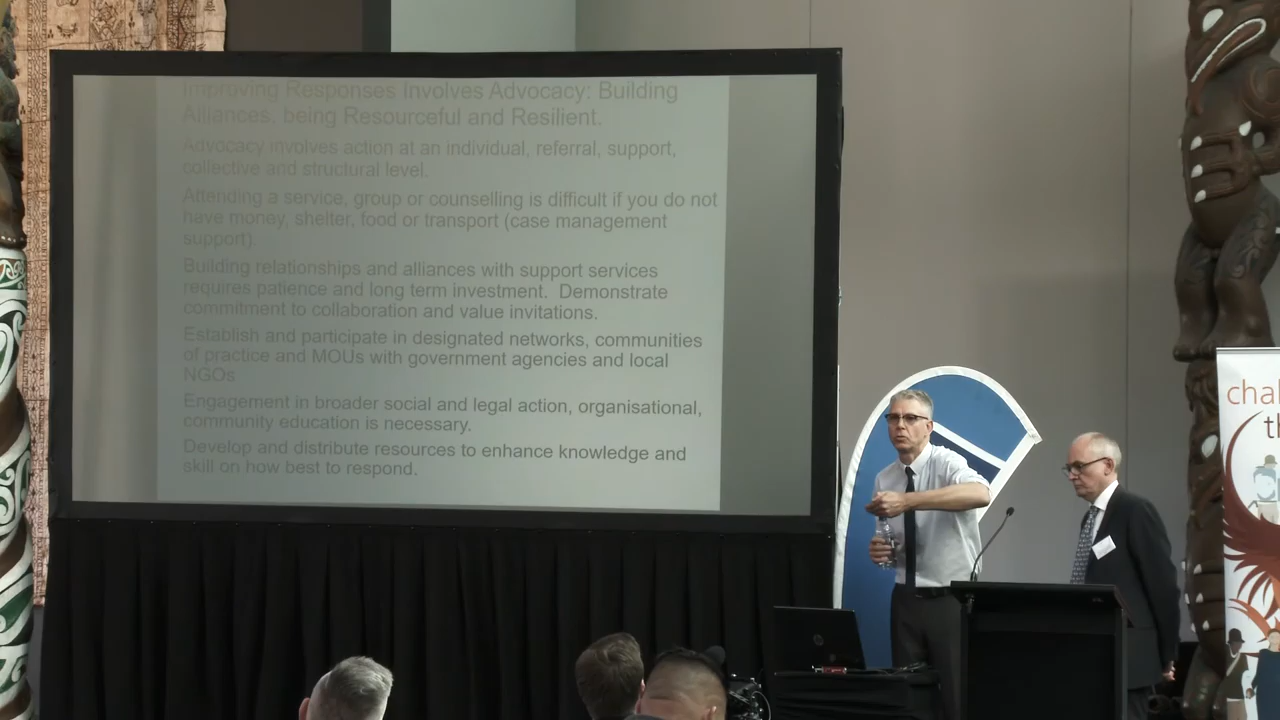 Improving Responses Involves Advocacy: Building
Alliances. being Resourceful and Resilient.
Advocacy involves action at an individual, referral, support,
collective and structural level.
Attending a service, group or counselling is difficult if you do not
have money, shelter, food or transport (case management
support).
Building relationships and alliances with support services
requires patience and long term investment.  Demonstrate
commitment to collaboration and value invitations.
Establish and participate in designated networks, communities
of practice and MOUs with government agencies and local
NGOs
Engagement in broader social and legal action, organisational,
community education is necessary.
Develop and distribute resources to enhance knowledge and
skill on how best to respond.
chal
th